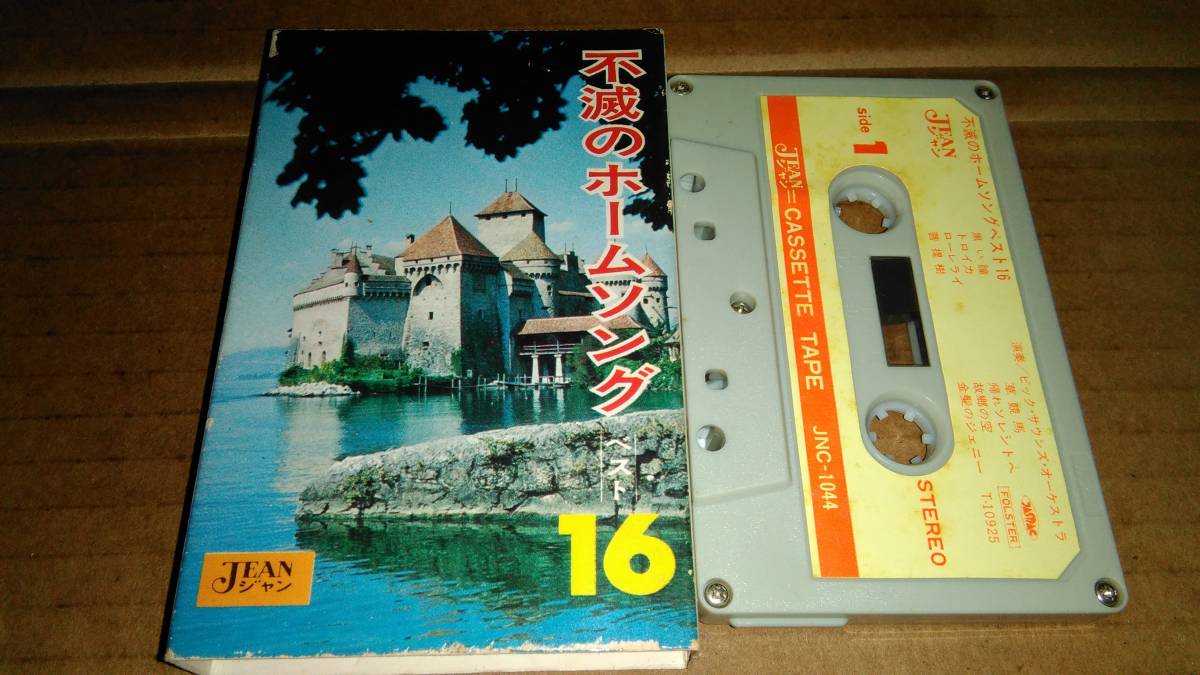 不滅のホームソング
ベスト
16
JEAN
ジャン
side 1
JEAN
ジャン
不滅のホームソングベスト16
黒い瞳
トロイカ
ローレライ
菩提樹
演奏/ビック・サウンズ・オーケストラ
草競馬
帰れソレントへ
故郷の空
金髪のジェニー
JASRAC
[FOLSTER]
T-10925
STEREO
JEAN
ジャン=CASSETTE TAPE JNC-1044